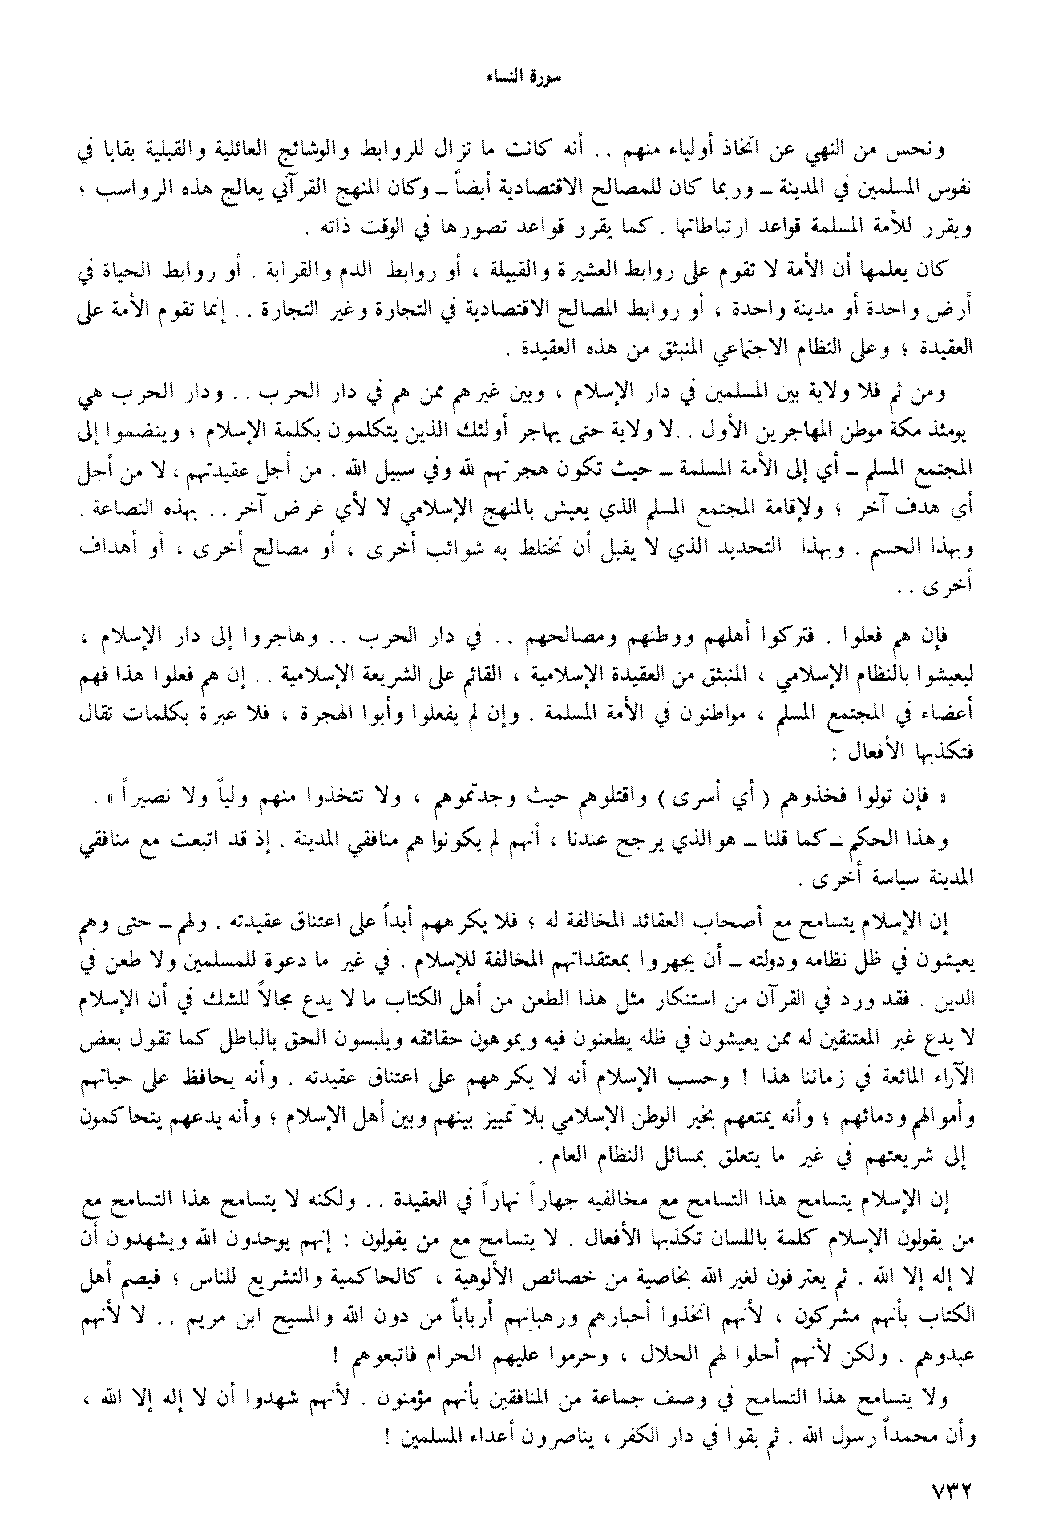 سورة النساء
ونحس من النهي عن اتخاذ أولياء منهم .. أنه كانت ما تزال للروابط والوشائج العائلية والقبلية بقايا في
نفوس المسلمين في المدينة – وربما كان للمصالح الاقتصادية أيضاً – وكان المنهج القرآني يعالج هذه الرواسب ؛
ويقرر للأمة المسلمة قواعد ارتباطاتها . كما يقرر قواعد تصورها في الوقت ذاته .
كان يعلمها أن الأمة لا تقوم على روابط العشيرة والقبيلة ، أو روابط الدم والقرابة . أو روابط الحياة في
أرض واحدة أو مدينة واحدة ، أو روابط المصالح الاقتصادية في التجارة وغير التجارة .. إنما تقوم الأمة على
العقيدة ؛ وعلى النظام الاجتماعي المنبثق من هذه العقيدة .
ومن ثم فلا ولاية بين المسلمين في دار الإسلام ، وبين غيرهم ممن هم في دار الحرب .. ودار الحرب هي
يومئذ مكة موطن المهاجرين الأول .. لا ولاية حتى يهاجر أولئك الذين يتكلمون بكلمة الإسلام ؛ وينضموا إلى
المجتمع المسلم – أي إلى الأمة المسلمة – حيث تكون هجرتهم لله وفي سبيل الله . من أجل عقيدتهم ، لا من أجل
أي هدف آخر ؛ ولإقامة المجتمع المسلم الذي يعيش بالمنهج الإسلامي لا لأي غرض آخر .. بهذه النصاعة .
وبهذا الحسم . وبهذا التحديد الذي لا يقبل أن تختلط به شوائب أخرى ، أو مصالح أخرى ، أو أهداف
أخرى ..
فإن هم فعلوا . فتركوا أهلهم ووطنهم ومصالحهم .. في دار الحرب .. وهاجروا إلى دار الإسلام ،
ليعيشوا بالنظام الإسلامي ، المنبثق من العقيدة الإسلامية ، القائم على الشريعة الإسلامية .. إن هم فعلوا هذا فهم
أعضاء في المجتمع المسلم ، مواطنون في الأمة المسلمة . وإن لم يفعلوا وأبوا الهجرة ، فلا عبرة بكلمات تقال
فتكذبها الأفعال :
« فإن تولوا فخذوهم ( أي أسرى ) واقتلوهم حيث وجدتموهم ، ولا تتخذوا منهم ولياً ولا نصيراً » .
وهذا الحكم – كما قلنا – هو الذي يرجح عندنا ، أنهم لم يكونوا هم منافقي المدينة . إذ قد اتبعت مع منافقي
المدينة سياسة أخرى .
إن الإسلام يتسامح مع أصحاب العقائد المخالفة له ؛ فلا يكرههم أبداً على اعتناق عقيدته . ولهم – حتى وهم
يعيشون في ظل نظامه ودولته – أن يجهروا بمعتقداتهم المخالفة للإسلام . في غير ما دعوة للمسلمين ولا طعن في
الدين . فقد ورد في القرآن من استنكار مثل هذا الطعن من أهل الكتاب ما لا يدع مجالاً للشك في أن الإسلام
لا يدع غير المعتنقين له ممن يعيشون في ظله يطعنون فيه ويموهون حقائقه ويلبسون الحق بالباطل كما تقول بعض
الآراء المائعة في زماننا هذا ! وحسب الإسلام أنه لا يكرههم على اعتناق عقيدته . وأنه يحافظ على حياتهم
وأموالهم ودمائهم ؛ وأنه يمتعهم بخير الوطن الإسلامي بلا تمييز بينهم وبين أهل الإسلام ؛ وأنه يدعهم يتحاكمون
إلى شريعتهم في غير ما يتعلق بمسائل النظام العام .
إن الإسلام يتسامح هذا التسامح مع مخالفيه جهاراً نهاراً في العقيدة .. ولكنه لا يتسامح هذا التسامح مع
من يقولون الإسلام كلمة باللسان تكذبها الأفعال . لا يتسامح مع من يقولون : إنهم يوحدون الله ويشهدون أن
لا إله إلا الله . ثم يعترفون لغير الله بخاصية من خصائص الألوهية ، كالحاكمية والتشريع للناس ؛ فيصم أهل
الكتاب بأنهم مشركون ، لأنهم اتخذوا أحبارهم ورهبانهم أرباباً من دون الله والمسيح ابن مريم .. لا لأنهم
عبدوهم . ولكن لأنهم أحلوا لهم الحلال ، وحرموا عليهم الحرام فاتبعوهم !
ولا يتسامح هذا التسامح في وصف جماعة من المنافقين بأنهم مؤمنون . لأنهم شهدوا أن لا إله إلا الله ،
وأن محمداً رسول الله . ثم بقوا في دار الكفر ، يناصرون أعداء المسلمين !
٧٣٢